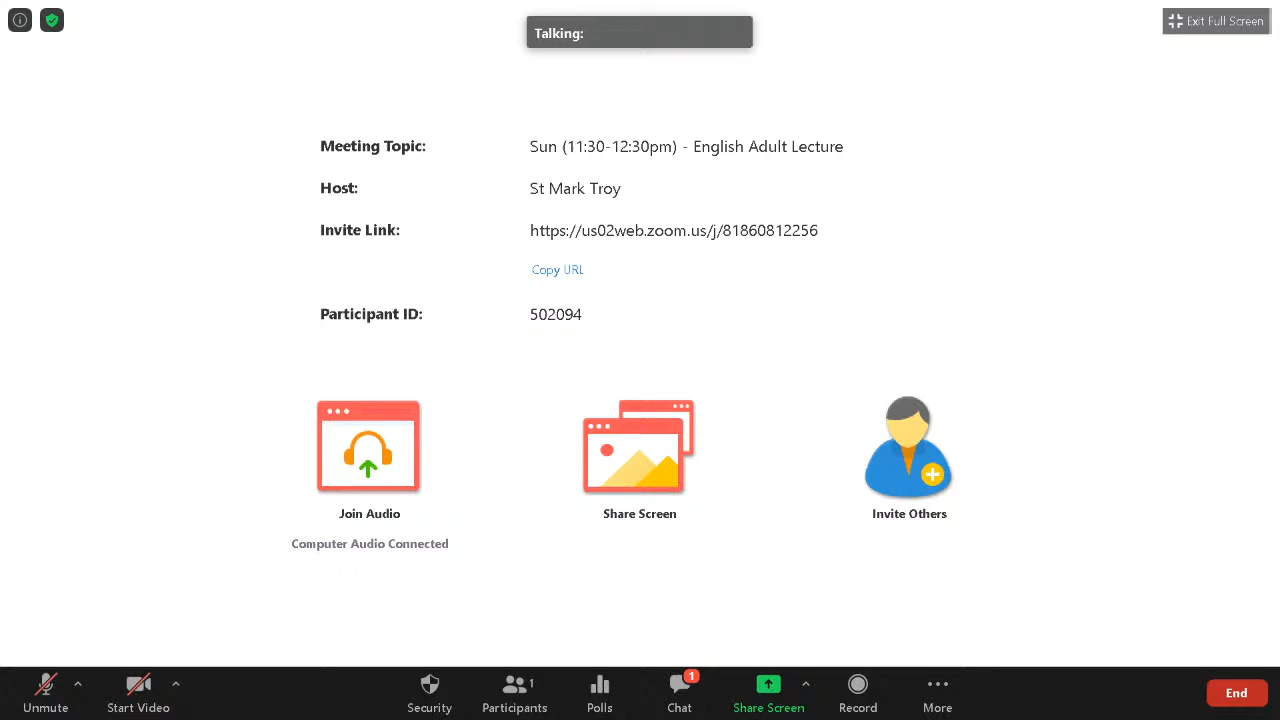 Talking:
Exit Full Screen
Meeting Topic: Sun (11:30-12:30pm) - English Adult Lecture
Host: St Mark Troy
Invite Link: https://us02web.zoom.us/j/81860812256
Copy URL
Participant ID: 502094
Join Audio
Share Screen
Invite Others
Computer Audio Connected
Unmute
Start Video
Security
1
Participants
Polls
1
Chat
Share Screen
Record
More
End